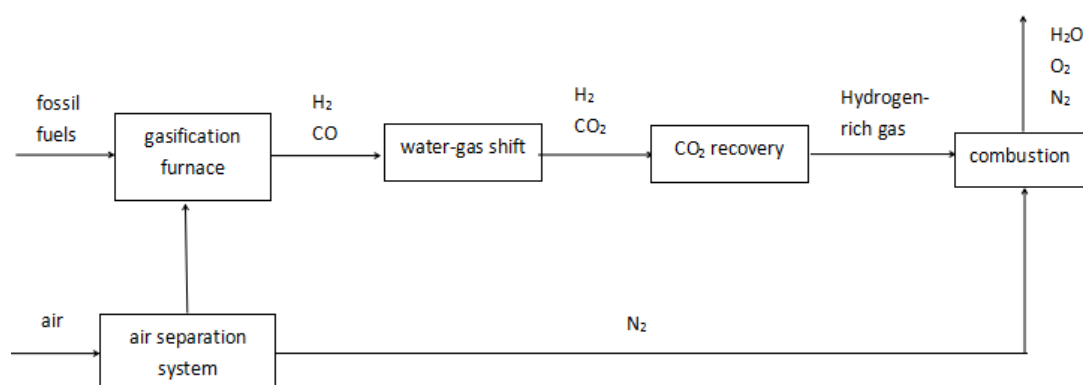 fossil
fuels
gasification
furnace
H₂
CO
water-gas shift
H₂
CO₂
CO₂ recovery
Hydrogen-
rich gas
combustion
H₂O
O₂
N₂
air
air separation
system
N₂